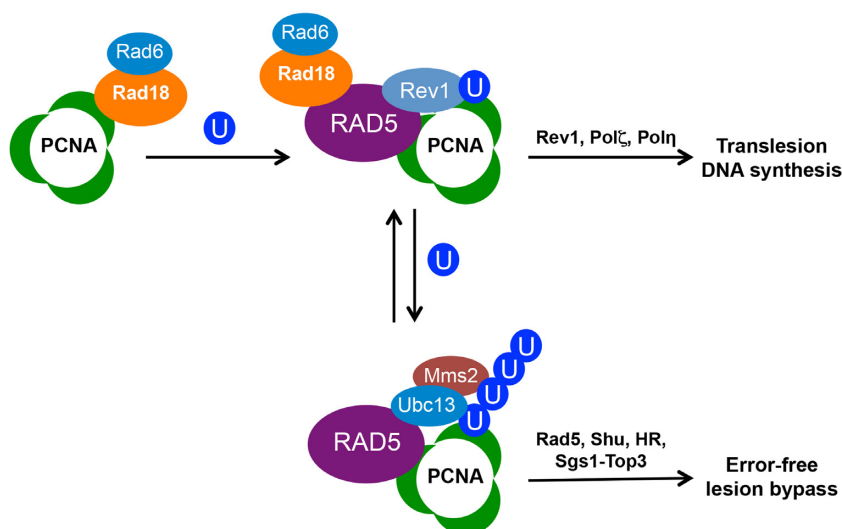 Rad6
Rad18
PCNA
U
Rad6
Rad18
RAD5
Rev1
U
PCNA
Rev1, Polζ, Polη
Translesion
DNA synthesis
U
Mms2
Ubc13
U
U
U
U
RAD5
PCNA
Rad5, Shu, HR,
Sgs1-Top3
Error-free
lesion bypass